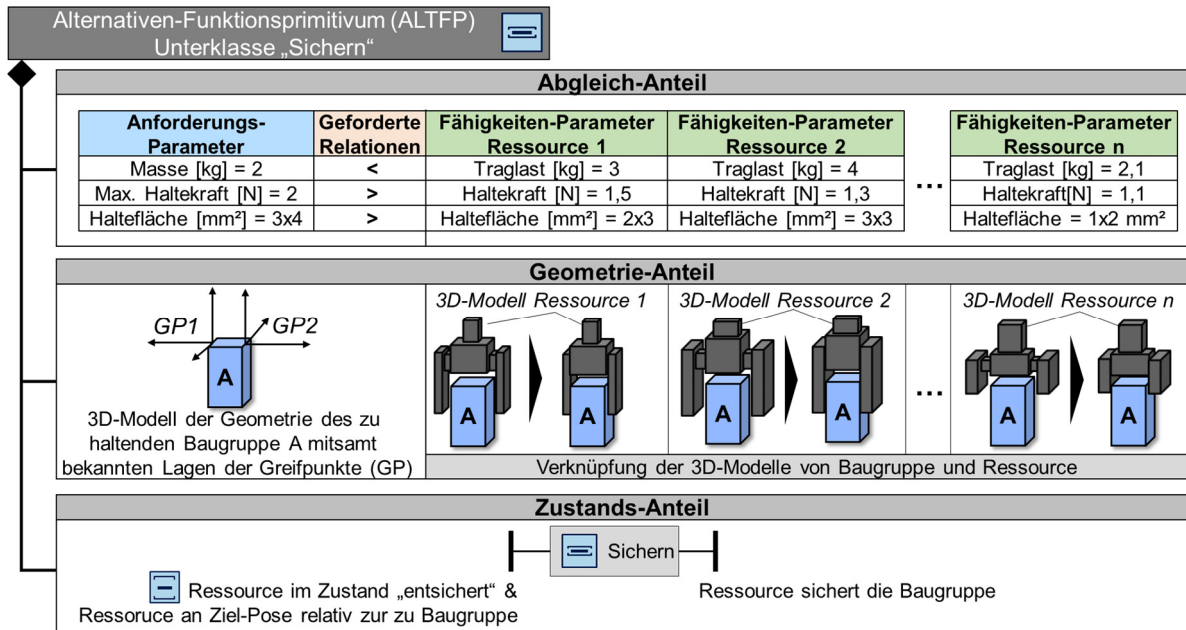 Alternativen-Funktionsprimitivum (ALTFP)
Unterklasse „Sichern“
Abgleich-Anteil
Anforderungs-
Parameter
Geforderte
Relationen
Fähigkeiten-Parameter
Ressource 1
Fähigkeiten-Parameter
Ressource 2
Fähigkeiten-Parameter
Ressource n
Masse [kg] = 2
<
Traglast [kg] = 3
Traglast [kg] = 4
...
Traglast [kg] = 2,1
Max. Haltekraft [N] = 2
>
Haltekraft [N] = 1,5
Haltekraft [N] = 1,3
Haltekraft[N] = 1,1
Haltefläche [mm²] = 3x4
>
Haltefläche [mm²] = 2x3
Haltefläche [mm²] = 3x3
Haltefläche = 1x2 mm²
Geometrie-Anteil
GP1
GP2
A
3D-Modell der Geometrie des zu
haltenden Baugruppe A mitsamt
bekannten Lagen der Greifpunkte (GP)
3D-Modell Ressource 1
A
A
3D-Modell Ressource 2
A
A
...
3D-Modell Ressource n
A
A
Verknüpfung der 3D-Modelle von Baugruppe und Ressource
Zustands-Anteil
Sichern
Ressource im Zustand „entsichert“ &
Ressoruce an Ziel-Pose relativ zur zu Baugruppe
Ressource sichert die Baugruppe